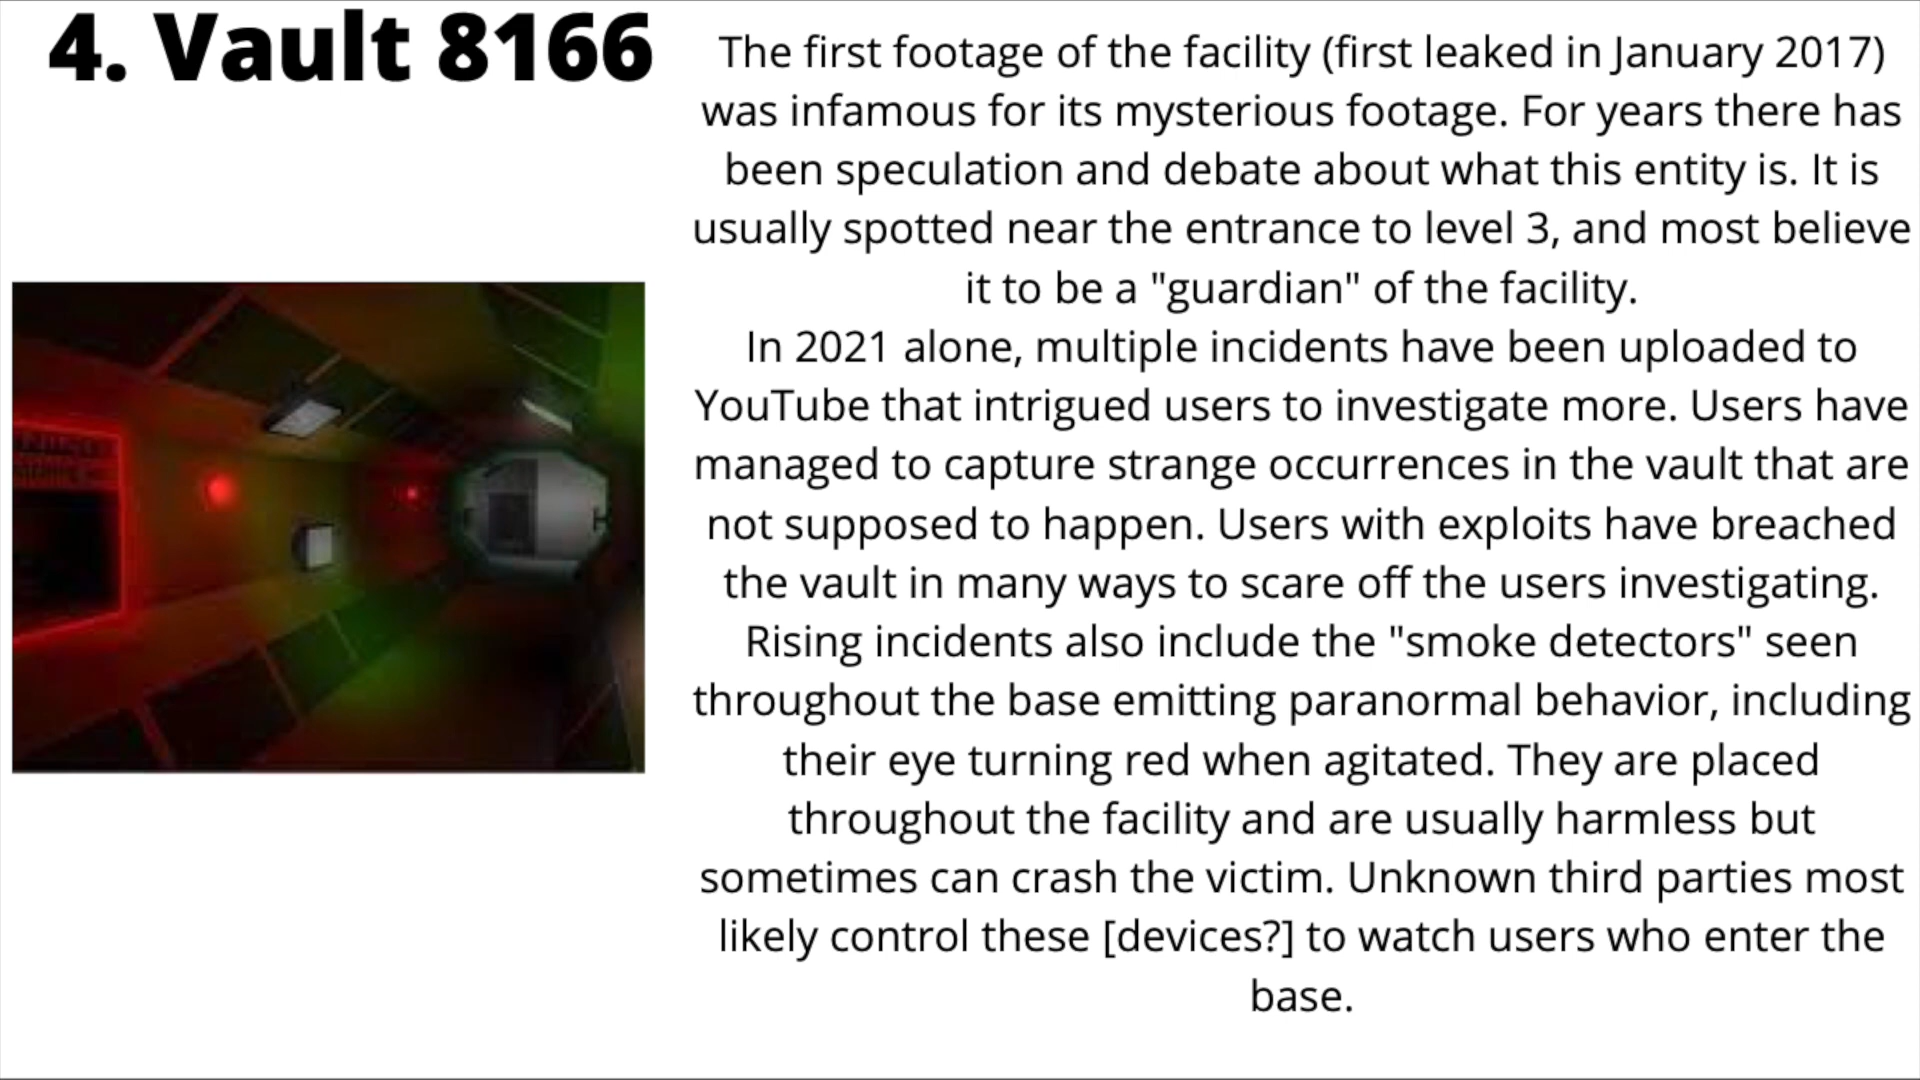 4. Vault 8166
The first footage of the facility (first leaked in January 2017)
was infamous for its mysterious footage. For years there has
been speculation and debate about what this entity is. It is
usually spotted near the entrance to level 3, and most believe
it to be a "guardian" of the facility.
In 2021 alone, multiple incidents have been uploaded to
YouTube that intrigued users to investigate more. Users have
managed to capture strange occurrences in the vault that are
not supposed to happen. Users with exploits have breached
the vault in many ways to scare off the users investigating.
Rising incidents also include the "smoke detectors" seen
throughout the base emitting paranormal behavior, including
their eye turning red when agitated. They are placed
throughout the facility and are usually harmless but
sometimes can crash the victim. Unknown third parties most
likely control these [devices?] to watch users who enter the
base.